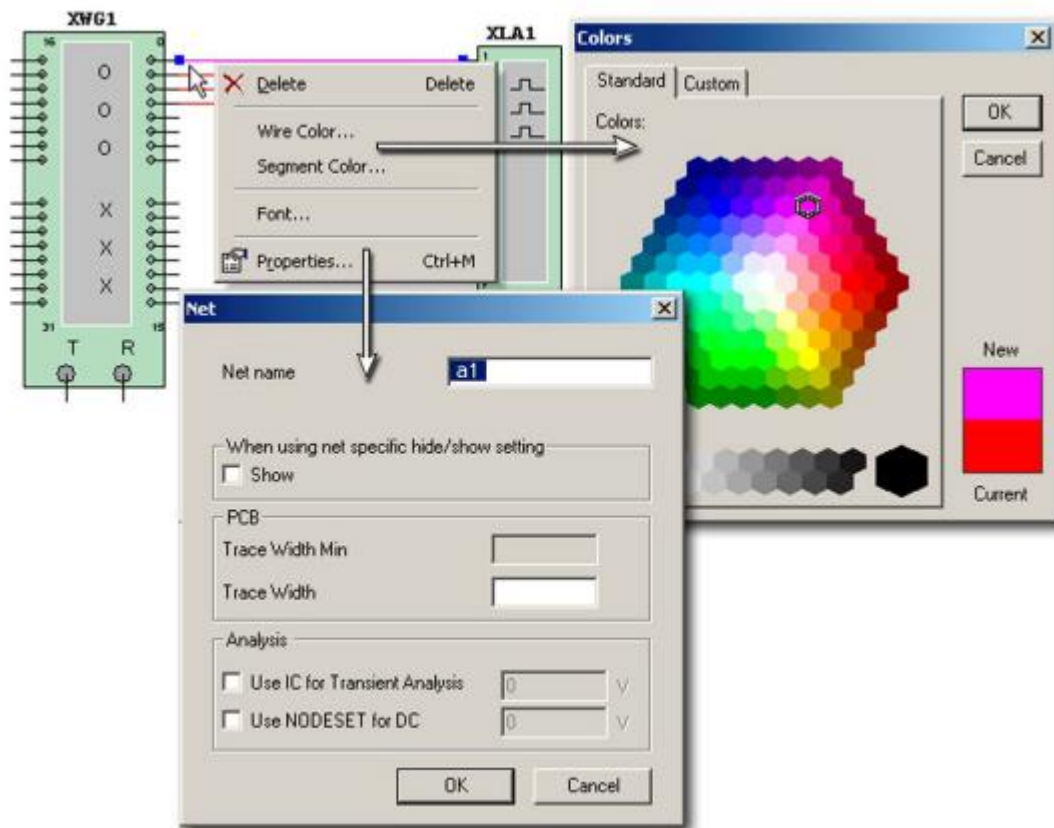 XWG1
16 0
O
O
O
X
X
X
31 15
T R
XLA1
1
Delete Delete
Wire Color...
Segment Color...
Font...
Properties... Ctrl+M
Colors
Standard Custom
Colors:
OK
Cancel
New
Current
Net
Net name a1
When using net specific hide/show setting
Show
PCB
Trace Width Min
Trace Width
Analysis
Use IC for Transient Analysis 0 V
Use NODESET for DC 0 V
OK Cancel